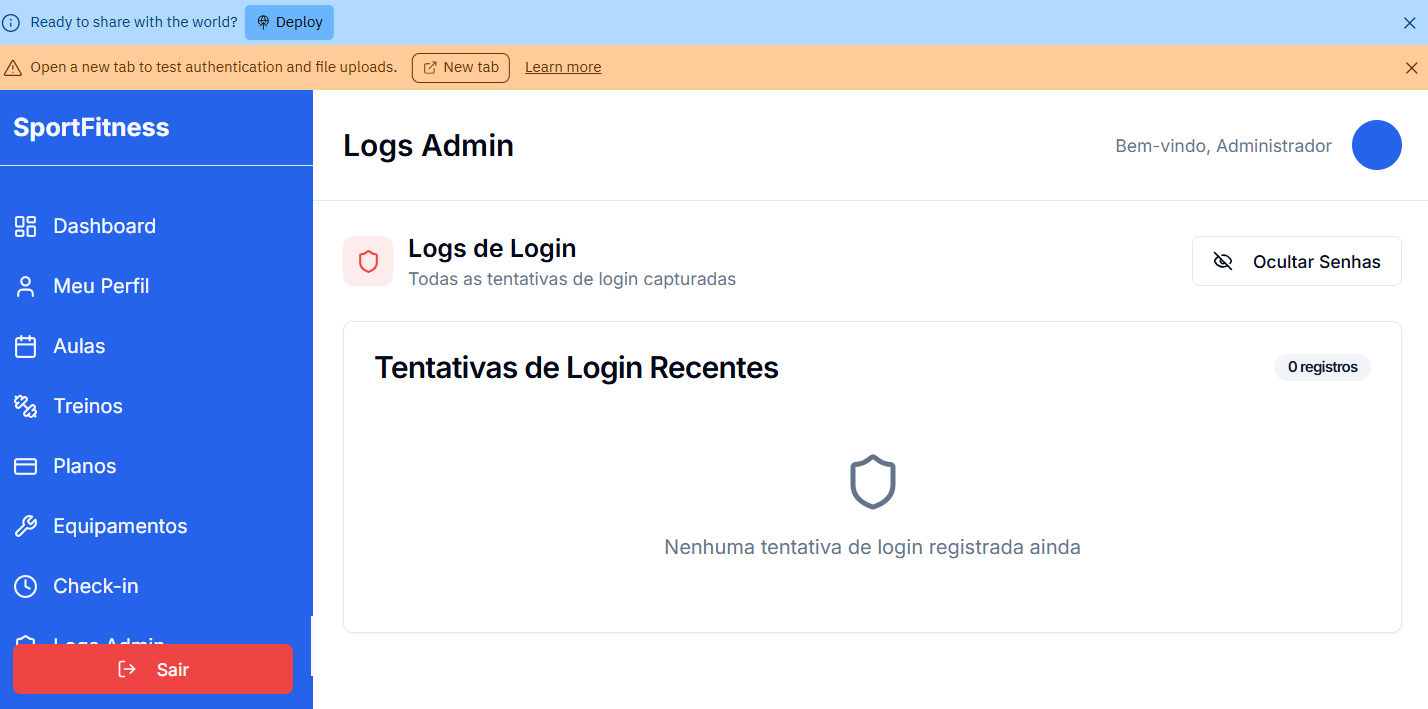 Ready to share with the world? Deploy
Open a new tab to test authentication and file uploads. New tab Learn more
SportFitness
Logs Admin
Bem-vindo, Administrador
Dashboard
Meu Perfil
Aulas
Treinos
Planos
Equipamentos
Check-in
Logs Admin
Sair
Logs de Login
Todas as tentativas de login capturadas
Ocultar Senhas
Tentativas de Login Recentes
0 registros
Nenhuma tentativa de login registrada ainda